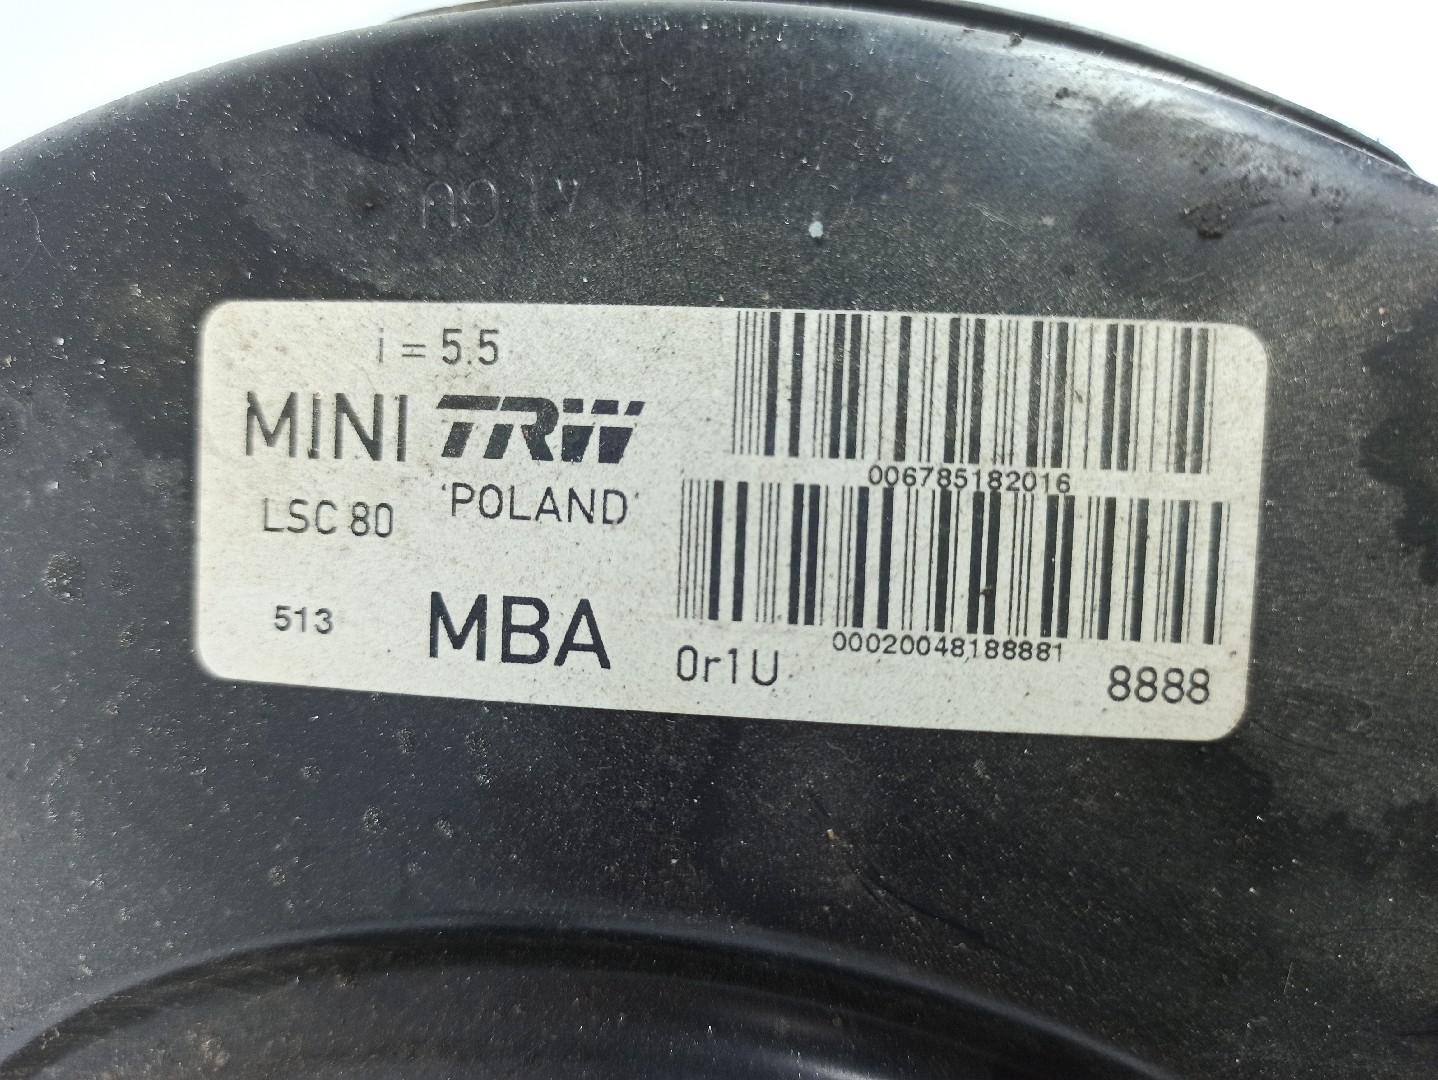 i = 5.5
MINI TRW
LSC 80 'POLAND'
006785182016
513 MBA 0r1U
00020048188881
8888